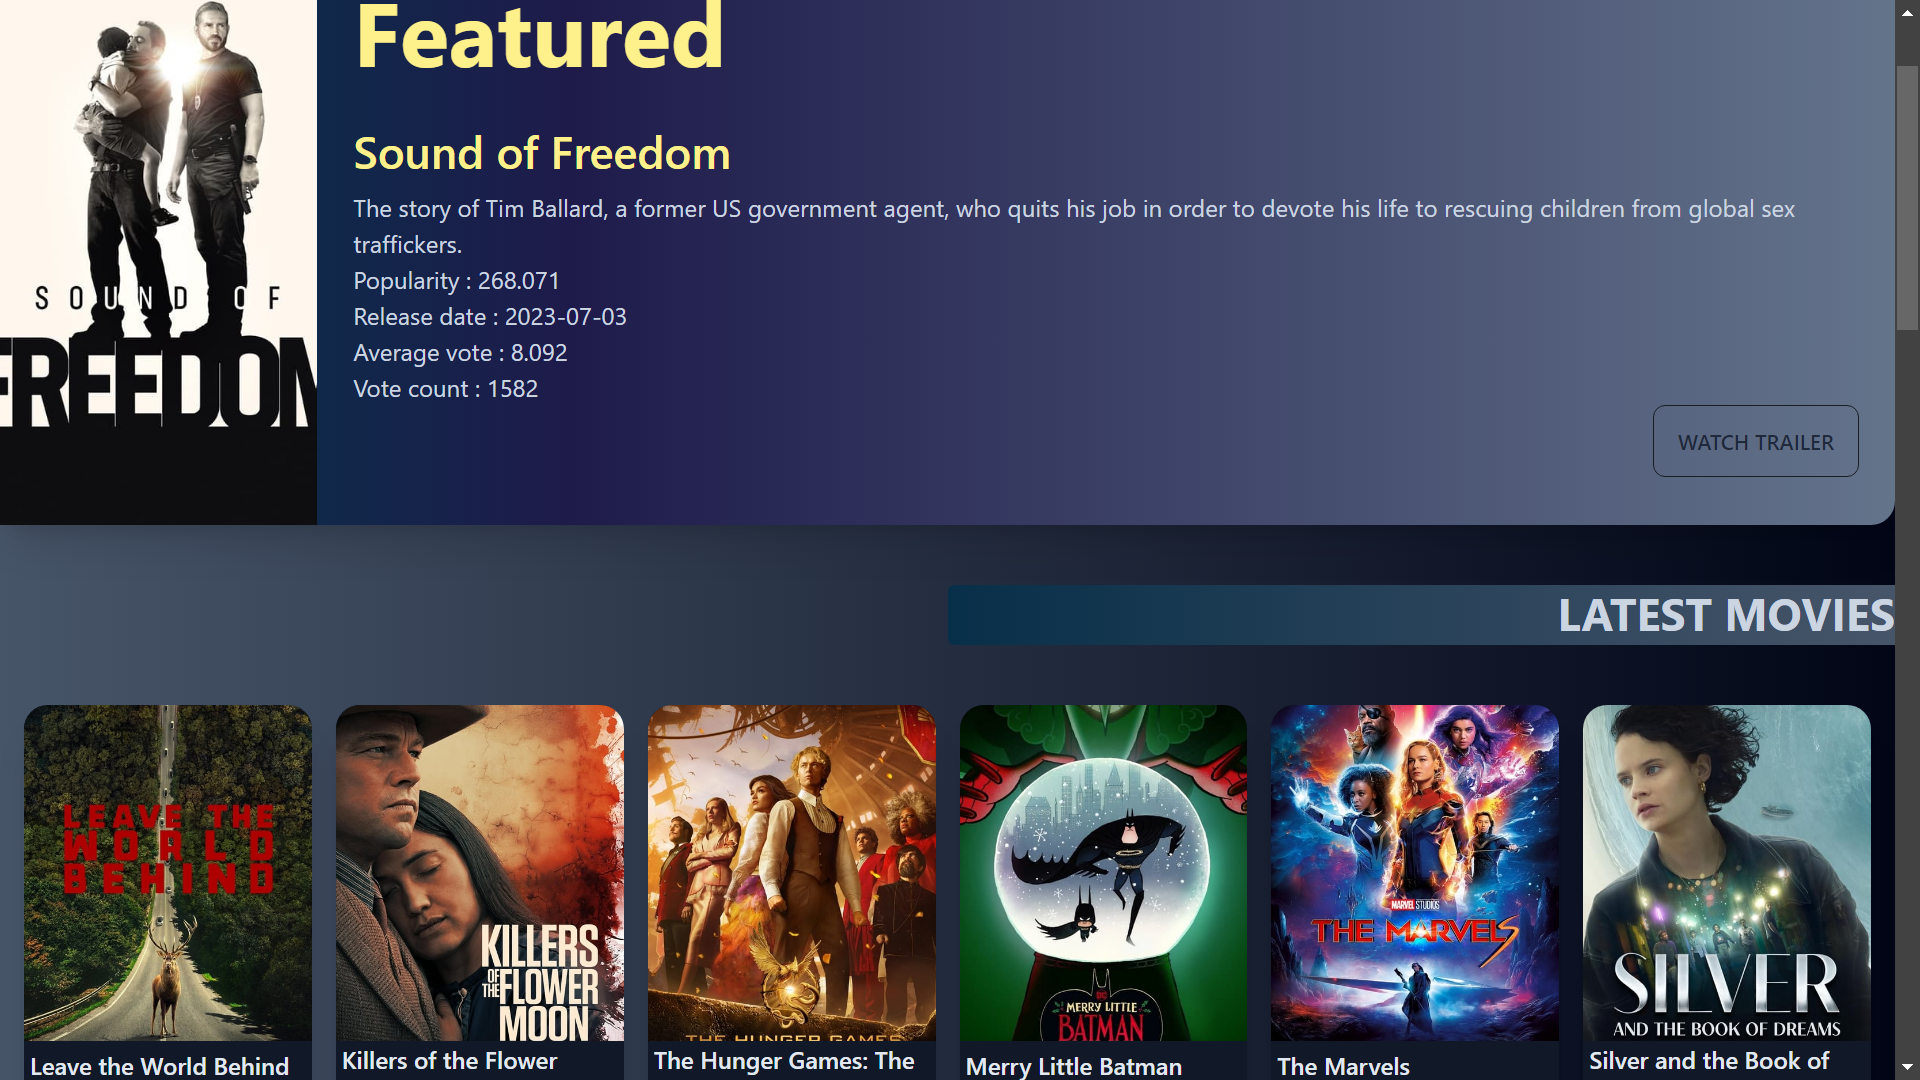 Featured
Sound of Freedom
The story of Tim Ballard, a former US government agent, who quits his job in order to devote his life to rescuing children from global sex
traffickers.
Popularity : 268.071
Release date : 2023-07-03
Average vote : 8.092
Vote count : 1582
WATCH TRAILER
SOUND OF
FREEDOM
LATEST MOVIES
LEAVE THE
WORLD
BEHIND
KILLERS
OF THE FLOWER
MOON
THE HUNGER GAMES
DC
MERRY LITTLE
BATMAN
MARVEL STUDIOS
THE MARVELS
SILVER
AND THE BOOK OF DREAMS
Leave the World Behind
Killers of the Flower
The Hunger Games: The
Merry Little Batman
The Marvels
Silver and the Book of